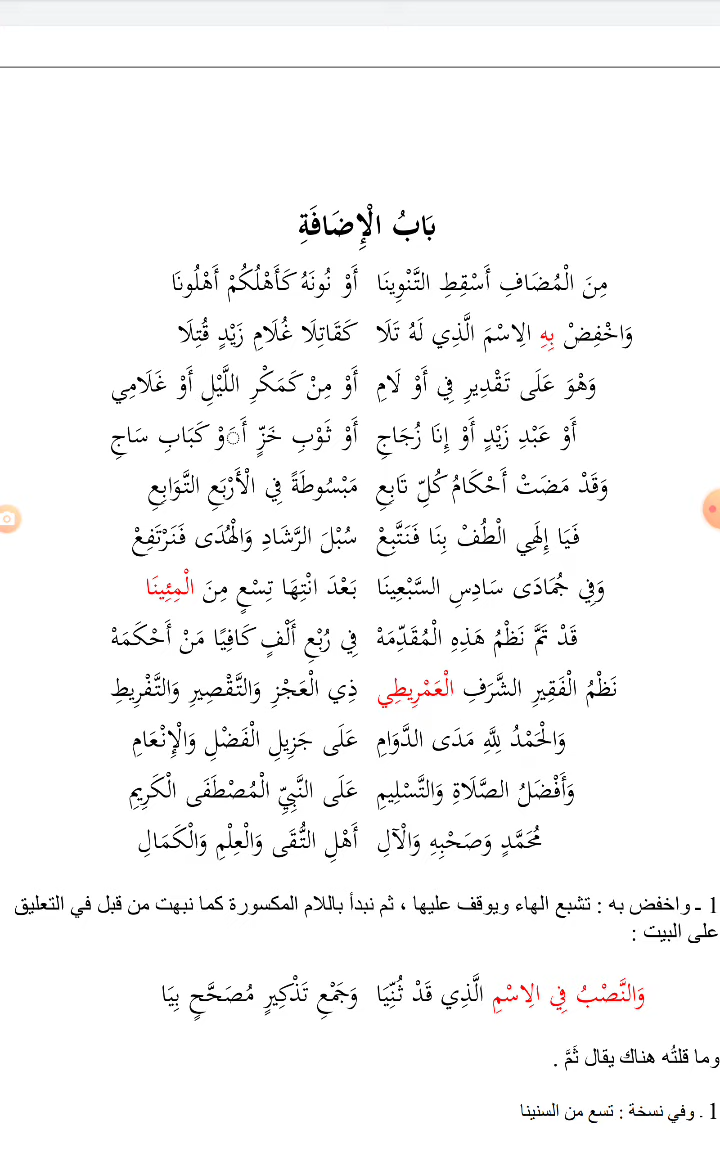 بَابُ الْإِضَافَةِ
مِنَ الْمُضَافِ أَسْقِطِ التَّنْوِينَا أَوْ نُونَهُ كَأَهْلُكُمْ أَهْلُونَا
وَاخْفِضْ بِهِ الِاسْمَ الَّذِي لَهُ تَلَا كَقَاتِلَا غُلَامِ زَيْدٍ قُتِلَا
وَهْوَ عَلَى تَقْدِيرِ فِي أَوْ لَامِ أَوْ مِنْ كَمَكْرِ اللَّيْلِ أَوْ غَلَامِي
أَوْ عَبْدِ زَيْدٍ أَوْ إِنَا زُجَاجِ أَوْ ثَوْبِ خَزٍّ أَوَْ كَبَابِ سَاجِ
وَقَدْ مَضَتْ أَحْكَامُ كُلِّ تَابِعِ مَبْسُوطَةً فِي الْأَرْبَعِ التَّوَابِعِ
فَيَا إِلَهِي الْطُفْ بِنَا فَنَتَّبِعْ سُبْلَ الرَّشَادِ وَالْهُدَى فَنَرْتَفِعْ
وَفِي جُمَادَى سَادِسِ السَّبْعِينَا بَعْدَ انْتِهَا تِسْعٍ مِنَ الْمِئِينَا
قَدْ تَمَّ نَظْمُ هَذِهِ الْمُقَدِّمَهْ فِي رُبْعِ أَلْفٍ كَافِيًا مَنْ أَحْكَمَهْ
نَظْمُ الْفَقِيرِ الشَّرَفِ الْعَمْرِيطِي ذِي الْعَجْزِ وَالتَّقْصِيرِ وَالتَّفْرِيطِ
وَالْحَمْدُ لِلَّهِ مَدَى الدَّوَامِ عَلَى جَزِيلِ الْفَضْلِ وَالْإِنْعَامِ
وَأَفْضَلُ الصَّلَاةِ وَالتَّسْلِيمِ عَلَى النَّبِيِّ الْمُصْطَفَى الْكَرِيمِ
مُحَمَّدٍ وَصَحْبِهِ وَالْآلِ أَهْلِ التُّقَى وَالْعِلْمِ وَالْكَمَالِ
1 ـ واخفض به : تشبع الهاء ويوقف عليها ، ثم نبدأ باللام المكسورة كما نبهت من قبل في التعليق
على البيت :
وَالنَّصْبُ فِي الِاسْمِ الَّذِي قَدْ ثُنِّيَا وَجَمْعِ تَذْكِيرٍ مُصَحَّحٍ بِيَا
وما قلتُه هناك يقال ثَمَّ .
1 . وفي نسخة : تسع من السنينا